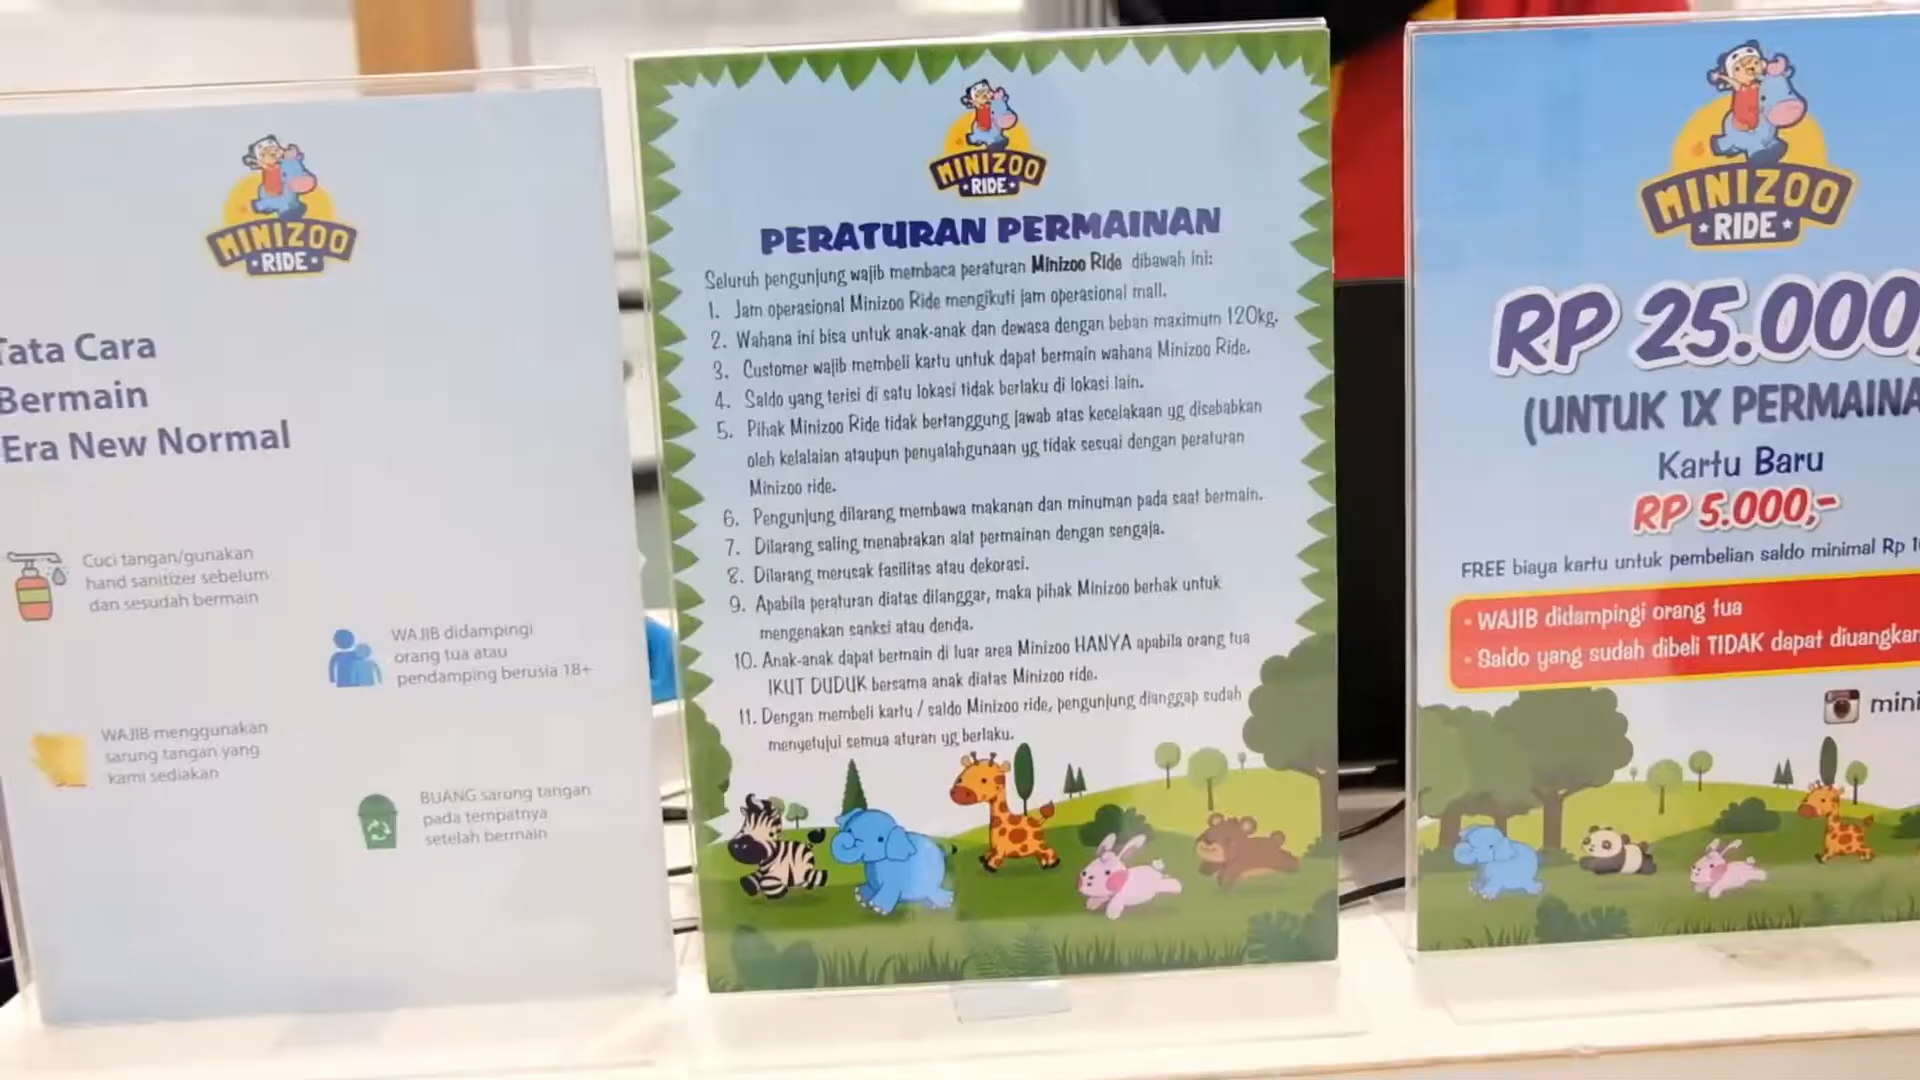 MINIZOO
RIDE
Tata Cara
Bermain
Era New Normal
Cuci tangan/gunakan
hand sanitizer sebelum
dan sesudah bermain
WAJIB didampingi
orang tua atau
pendamping berusia 18+
WAJIB menggunakan
sarung tangan yang
kami sediakan
BUANG sarung tangan
pada tempatnya
setelah bermain
MINIZOO
RIDE
PERATURAN PERMAINAN
Seluruh pengunjung wajib membaca peraturan Minizoo Ride dibawah ini:
1. Jam operasional Minizoo Ride mengikuti jam operasional mall.
2. Wahana ini bisa untuk anak-anak dan dewasa dengan beban maximum 120kg.
3. Customer wajib membeli kartu untuk dapat bermain wahana Minizoo Ride.
4. Saldo yang terisi di satu lokasi tidak berlaku di lokasi lain.
5. Pihak Minizoo Ride tidak bertanggung jawab atas kecelakaan yg disebabkan
oleh kelalaian ataupun penyalahgunaan yg tidak sesuai dengan peraturan
Minizoo ride.
6. Pengunjung dilarang membawa makanan dan minuman pada saat bermain.
7. Dilarang saling menabrakan alat permainan dengan sengaja.
8. Dilarang merusak fasilitas atau dekorasi.
9. Apabila peraturan diatas dilanggar, maka pihak Minizoo berhak untuk
mengenakan sanksi atau denda.
10. Anak-anak dapat bermain di luar area Minizoo HANYA apabila orang tua
IKUT DUDUK bersama anak diatas Minizoo ride.
11. Dengan membeli kartu / saldo Minizoo ride, pengunjung dianggap sudah
menyetujui semua aturan yg berlaku.
MINIZOO
RIDE
RP 25.000,
(UNTUK 1X PERMAINA
Kartu Baru
RP 5.000,-
FREE biaya kartu untuk pembelian saldo minimal Rp
• WAJIB didampingi orang tua
• Saldo yang sudah dibeli TIDAK dapat diuangkan
mini